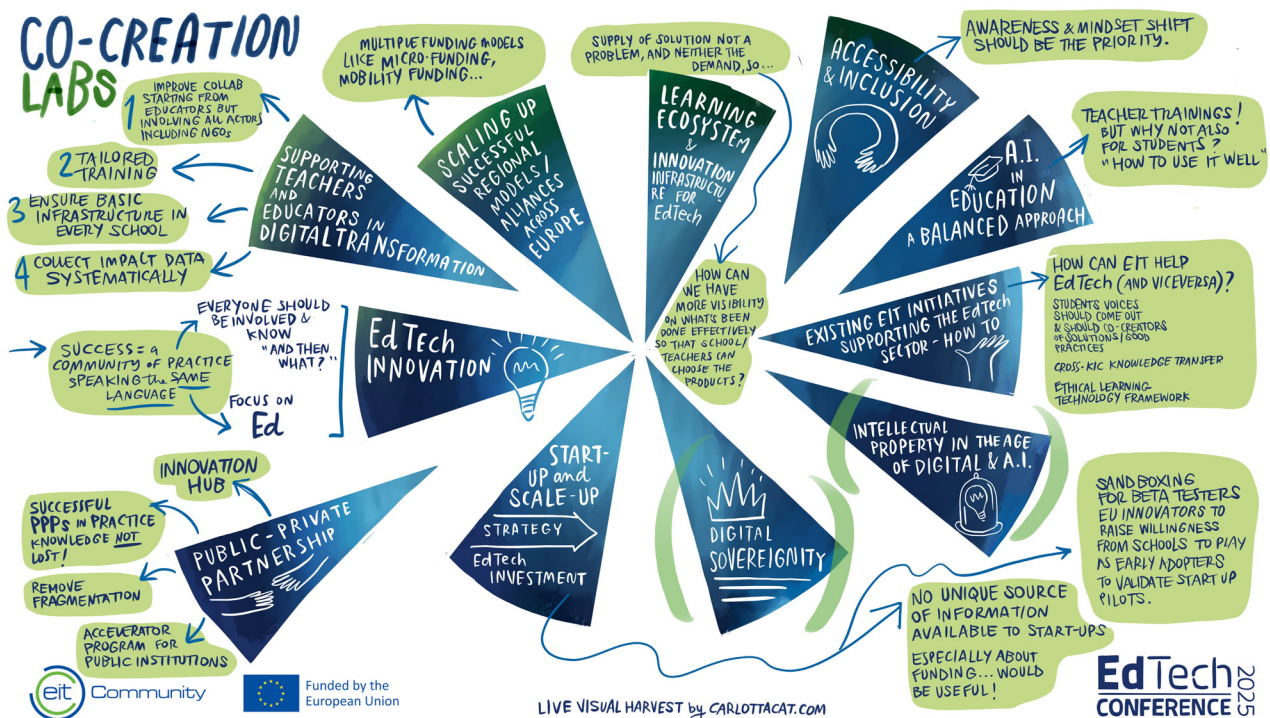 CO-CREATION
LABS
1 IMPROVE COLLAB
STARTING FROM
EDUCATORS BUT
INVOLVING ALL ACTORS
INCLUDING NGOs
2 TAILORED
TRAINING
3 ENSURE BASIC
INFRASTRUCTURE IN
EVERY SCHOOL
4 COLLECT IMPACT DATA
SYSTEMATICALLY
SUPPORTING
TEACHERS
AND
EDUCATORS IN
DIGITAL TRANSFORMATION
MULTIPLE FUNDING MODELS
LIKE MICRO-FUNDING,
MOBILITY FUNDING...
SCALING UP
SUCCESSFUL
REGIONAL
MODELS /
ALLIANCES
ACROSS
EUROPE
SUPPLY OF SOLUTION NOT A
PROBLEM, AND NEITHER THE
DEMAND, SO...
LEARNING
ECOSYSTEM
&
INNOVATION
INFRASTRUCTU
RE FOR
EdTech
HOW CAN
WE HAVE
MORE VISIBILITY
ON WHAT'S BEEN
DONE EFFECTIVELY
SO THAT SCHOOL/
TEACHERS CAN
CHOOSE THE
PRODUCTS?
ACCESSIBILITY
& INCLUSION
AWARENESS & MINDSET SHIFT
SHOULD BE THE PRIORITY.
A.I.
IN
EDUCATION
A BALANCED APPROACH
TEACHER TRAININGS!
BUT WHY NOT ALSO
FOR STUDENTS?
"HOW TO USE IT WELL"
EXISTING EIT INITIATIVES
SUPPORTING THE EdTech
SECTOR - HOW TO
HOW CAN EIT HELP
EdTech (AND VICEVERSA)?
STUDENTS VOICES
SHOULD COME OUT
& SHOULD CO-CREATORS
OF SOLUTIONS/GOOD
PRACTICES
CROSS-KIC KNOWLEDGE TRANSFER
ETHICAL LEARNING
TECHNOLOGY FRAMEWORK
INTELLECTUAL
PROPERTY IN THE AGE
OF DIGITAL & A.I.
DIGITAL
SOVEREIGNITY
START-
UP and
SCALE-UP
STRATEGY
EdTech
INVESTMENT
SANDBOXING
FOR BETA TESTERS
EU INNOVATORS TO
RAISE WILLINGNESS
FROM SCHOOLS TO PLAY
AS EARLY ADOPTERS
TO VALIDATE START UP
PILOTS.
NO UNIQUE SOURCE
OF INFORMATION
AVAILABLE TO START-UPS
ESPECIALLY ABOUT
FUNDING... WOULD
BE USEFUL!
EdTech
INNOVATION
EVERYONE SHOULD
BE INVOLVED &
KNOW
"AND THEN
WHAT?"
SUCCESS = a
COMMUNITY OF PRACTICE
SPEAKING the SAME
LANGUAGE
FOCUS ON
Ed
PUBLIC-PRIVATE
PARTNERSHIP
INNOVATION
HUB
SUCCESSFUL
PPPs IN PRACTICE
KNOWLEDGE NOT
LOST!
REMOVE
FRAGMENTATION
ACCEVERATOR
PROGRAM FOR
PUBLIC INSTITUTIONS
eit Community
Funded by the
European Union
LIVE VISUAL HARVEST by CARLOTTACAT.COM
EdTech
CONFERENCE
2025